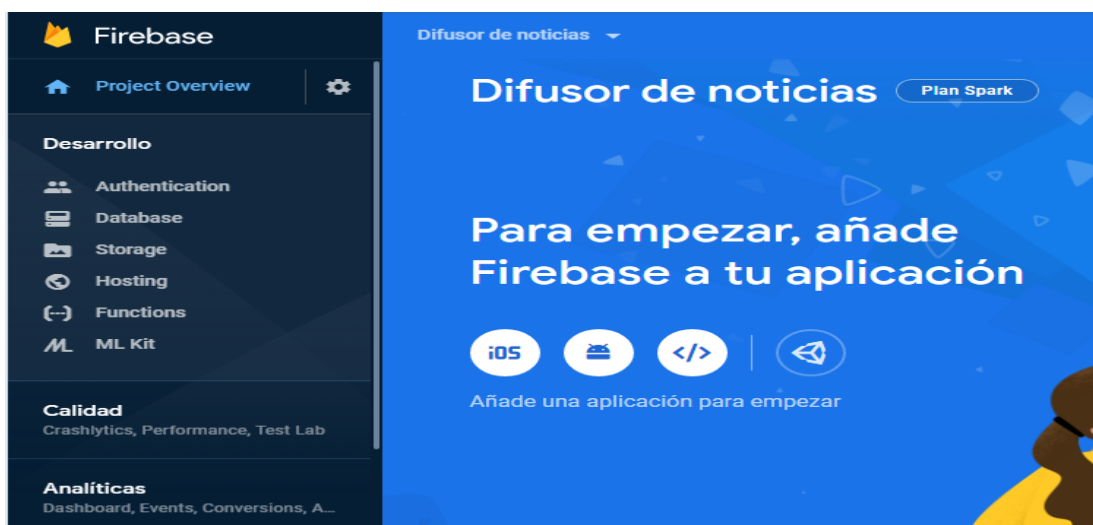 Firebase
Project Overview
Desarrollo
Authentication
Database
Storage
Hosting
Functions
ML Kit
Calidad
Crashlytics, Performance, Test Lab
Analíticas
Dashboard, Events, Conversions, A...
Difusor de noticias
Difusor de noticias Plan Spark
Para empezar, añade
Firebase a tu aplicación
iOS </>
Añade una aplicación para empezar